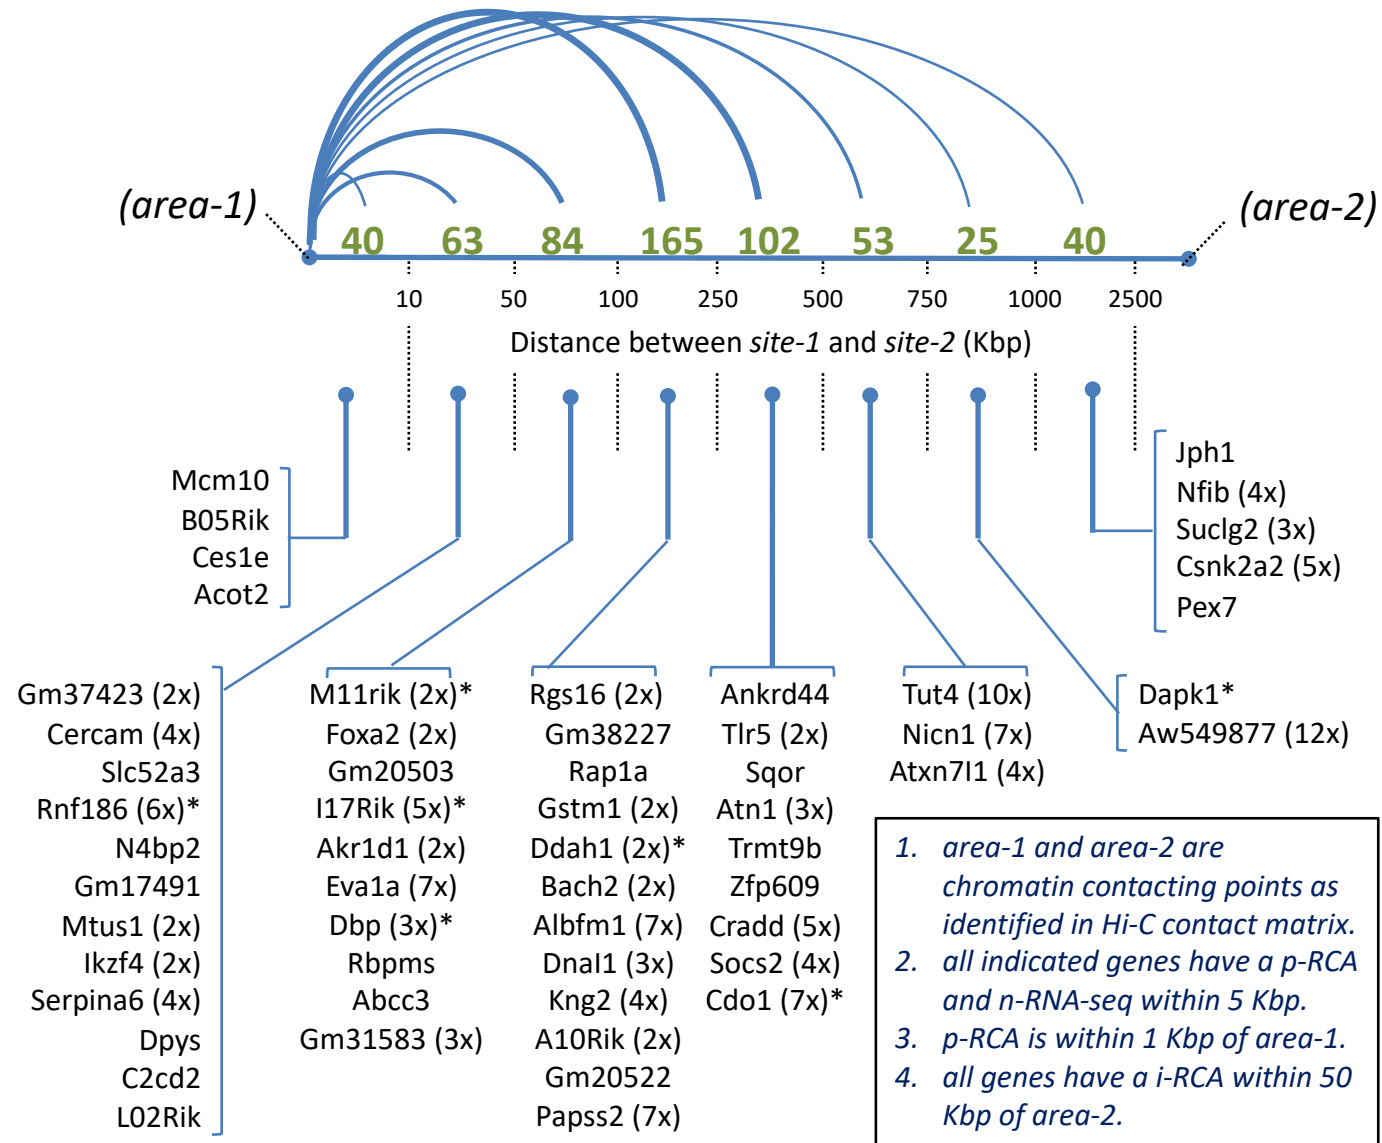 (area-1)
(area-2)
40 63 84 165 102 53 25 40
10 50 100 250 500 750 1000 2500
Distance between site-1 and site-2 (Kbp)
Mcm10
B05Rik
Ces1e
Acot2
Jph1
Nfib (4x)
Suclg2 (3x)
Csnk2a2 (5x)
Pex7
Gm37423 (2x)
Cercam (4x)
Slc52a3
Rnf186 (6x)*
N4bp2
Gm17491
Mtus1 (2x)
Ikzf4 (2x)
Serpina6 (4x)
Dpys
C2cd2
L02Rik
M11rik (2x)*
Foxa2 (2x)
Gm20503
I17Rik (5x)*
Akr1d1 (2x)
Eva1a (7x)
Dbp (3x)*
Rbpms
Abcc3
Gm31583 (3x)
Rgs16 (2x)
Gm38227
Rap1a
Gstm1 (2x)
Ddah1 (2x)*
Bach2 (2x)
Albfm1 (7x)
Dnal1 (3x)
Kng2 (4x)
A10Rik (2x)
Gm20522
Papss2 (7x)
Ankrd44
Tlr5 (2x)
Sqor
Atn1 (3x)
Trmt9b
Zfp609
Cradd (5x)
Socs2 (4x)
Cdo1 (7x)*
Tut4 (10x)
Nicn1 (7x)
Atxn7l1 (4x)
Dapk1*
Aw549877 (12x)
1. area-1 and area-2 are
chromatin contacting points as
identified in Hi-C contact matrix.
2. all indicated genes have a p-RCA
and n-RNA-seq within 5 Kbp.
3. p-RCA is within 1 Kbp of area-1.
4. all genes have a i-RCA within 50
Kbp of area-2.